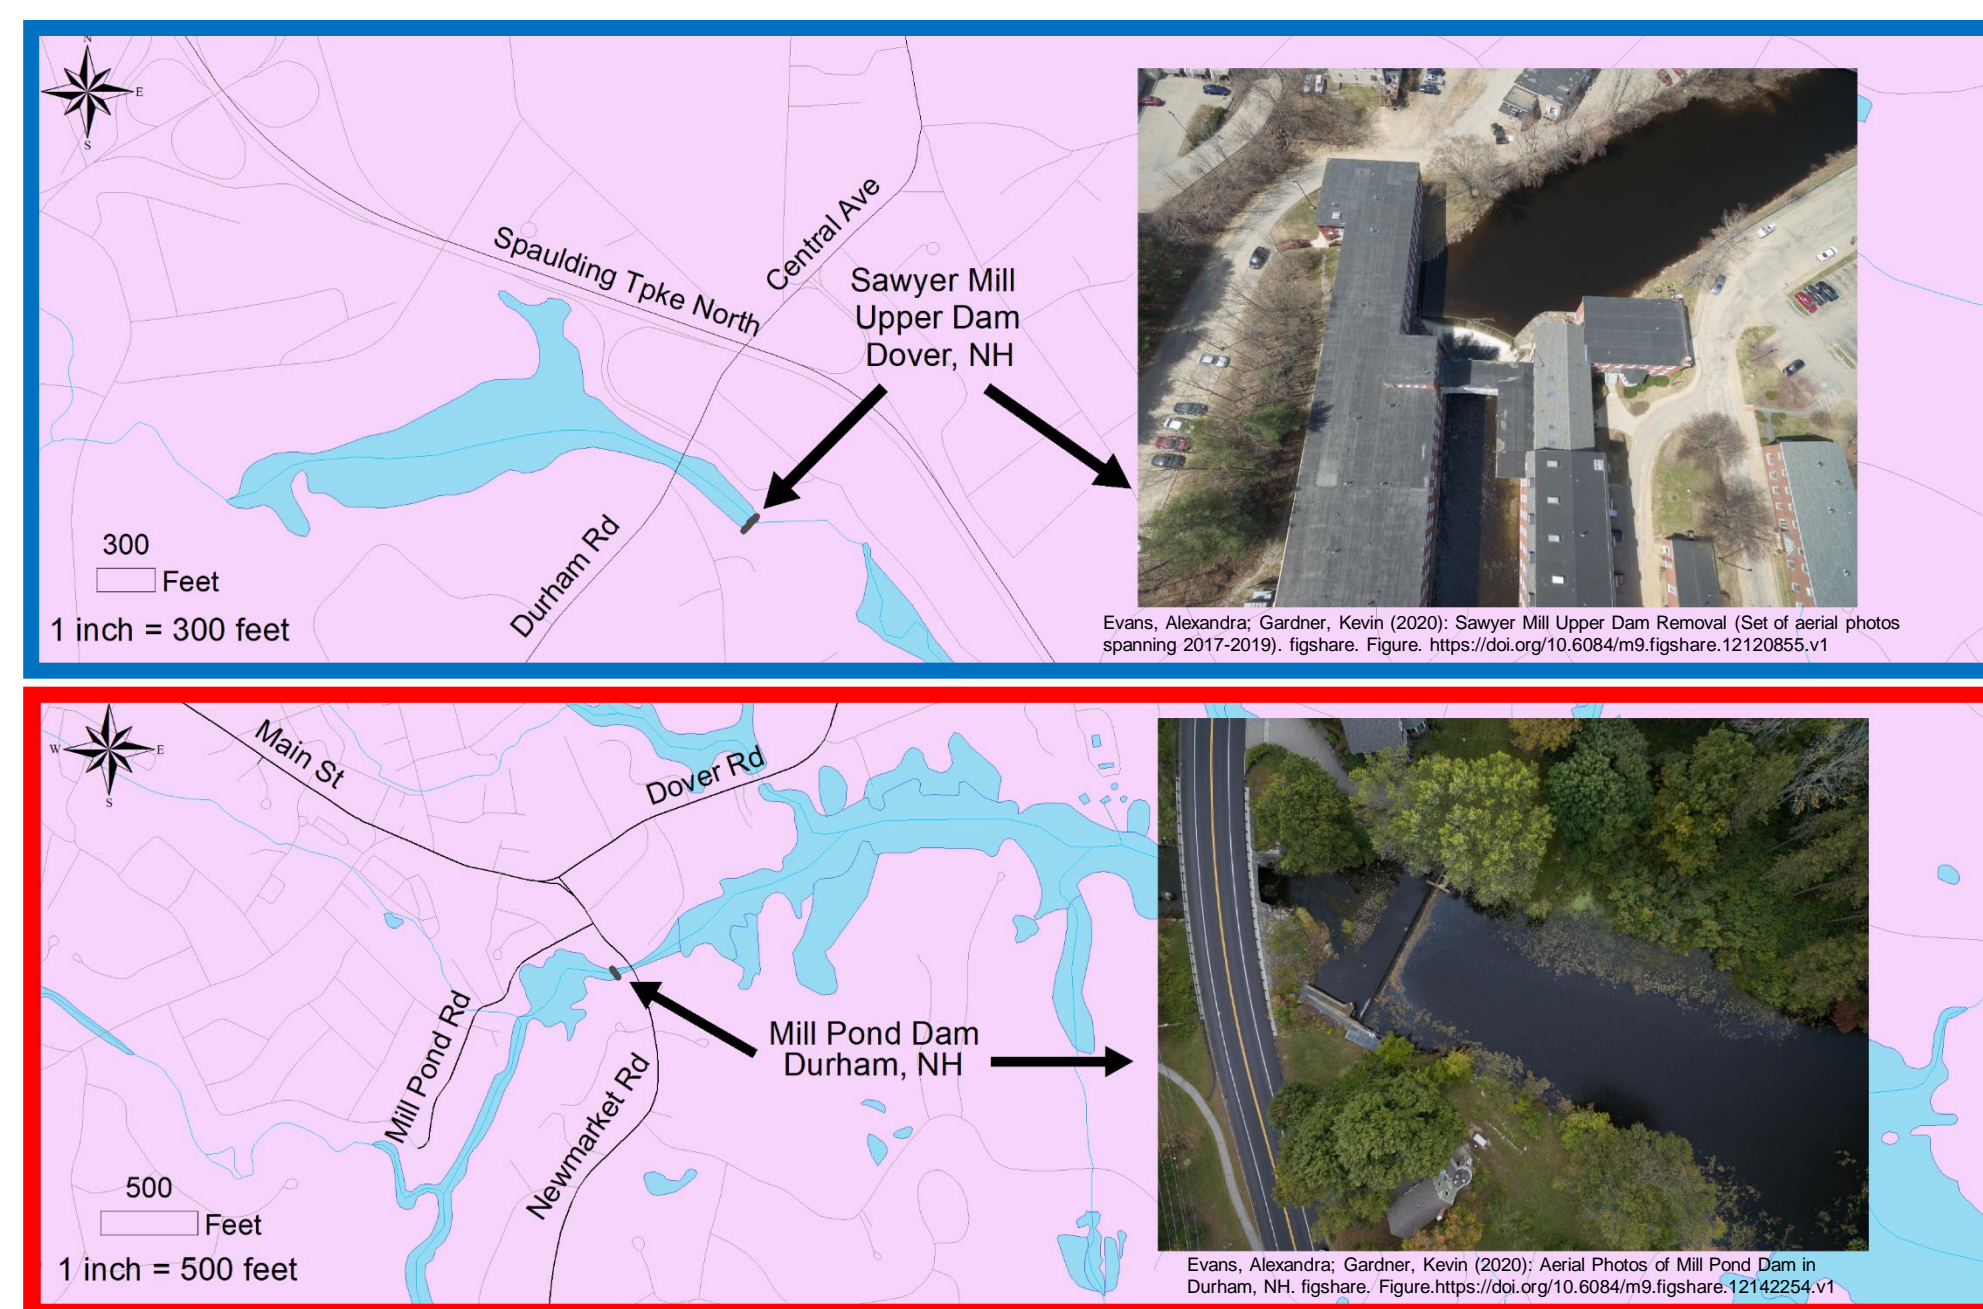 N
E
S
Spaulding Tpke North
Central Ave
Sawyer Mill
Upper Dam
Dover, NH
Durham Rd
300
Feet
1 inch = 300 feet
Evans, Alexandra; Gardner, Kevin (2020): Sawyer Mill Upper Dam Removal (Set of aerial photos
spanning 2017-2019). figshare. Figure. https://doi.org/10.6084/m9.figshare.12120855.v1
W
E
S
Main St
Dover Rd
Mill Pond Rd
Newmarket Rd
Mill Pond Dam
Durham, NH
500
Feet
1 inch = 500 feet
Evans, Alexandra; Gardner, Kevin (2020): Aerial Photos of Mill Pond Dam in
Durham, NH. figshare. Figure.https://doi.org/10.6084/m9.figshare.12142254.v1